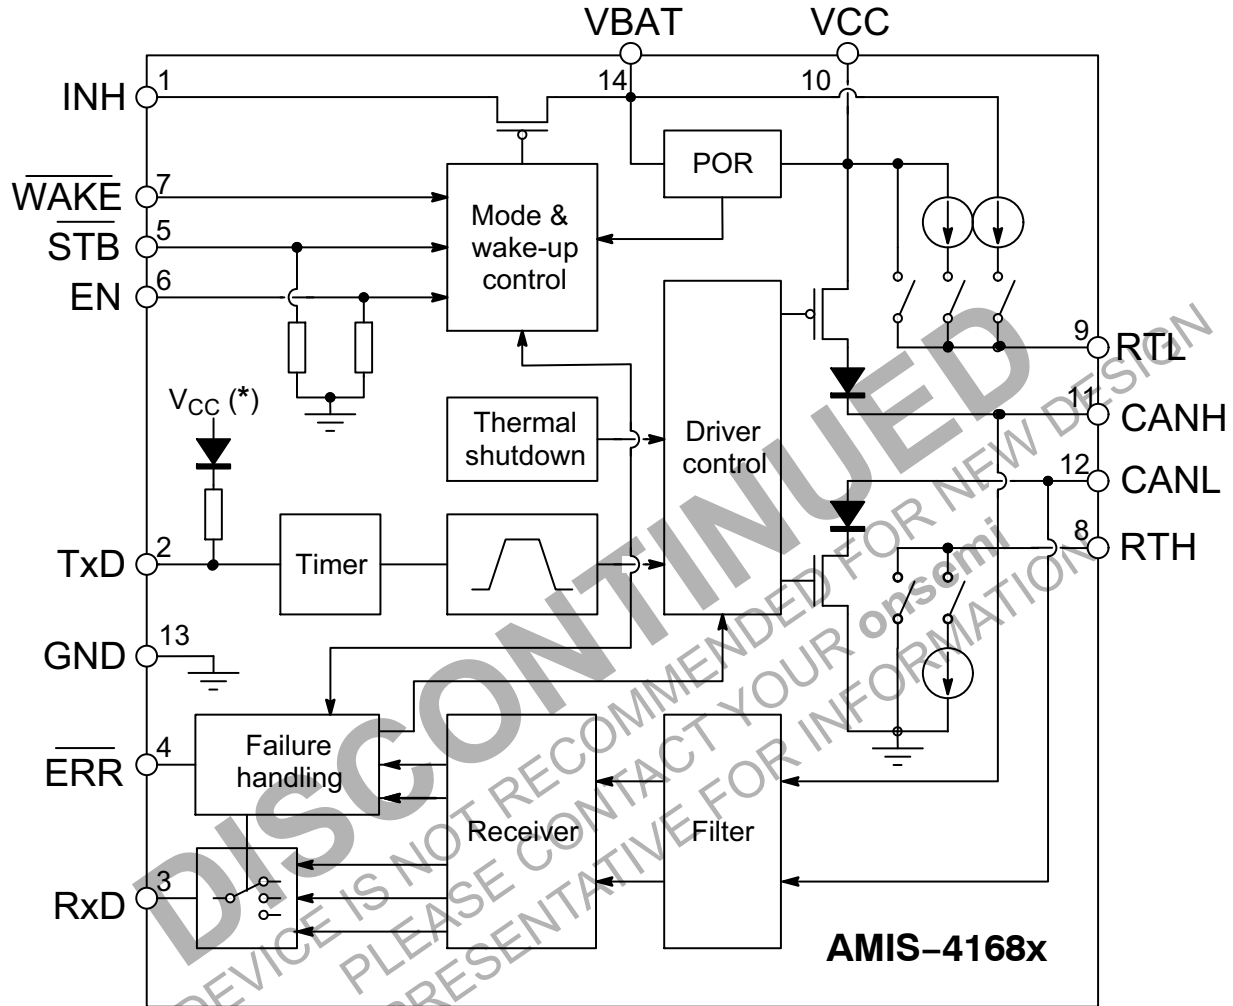 VBAT VCC
INH 1 14 10
POR
WAKE 7
STB 5
EN 6
Mode &
wake-up
control
VCC (*)
Thermal
shutdown
Driver
control
9 RTL
11 CANH
12 CANL
8 RTH
TxD 2
Timer
GND 13
ERR 4
Failure
handling
Receiver
Filter
RxD 3
AMIS–4168x
DISCONTINUED
DEVICE IS NOT RECOMMENDED FOR NEW DESIGN
PLEASE CONTACT YOUR onsemi
PRESENTATIVE FOR INFORMATION